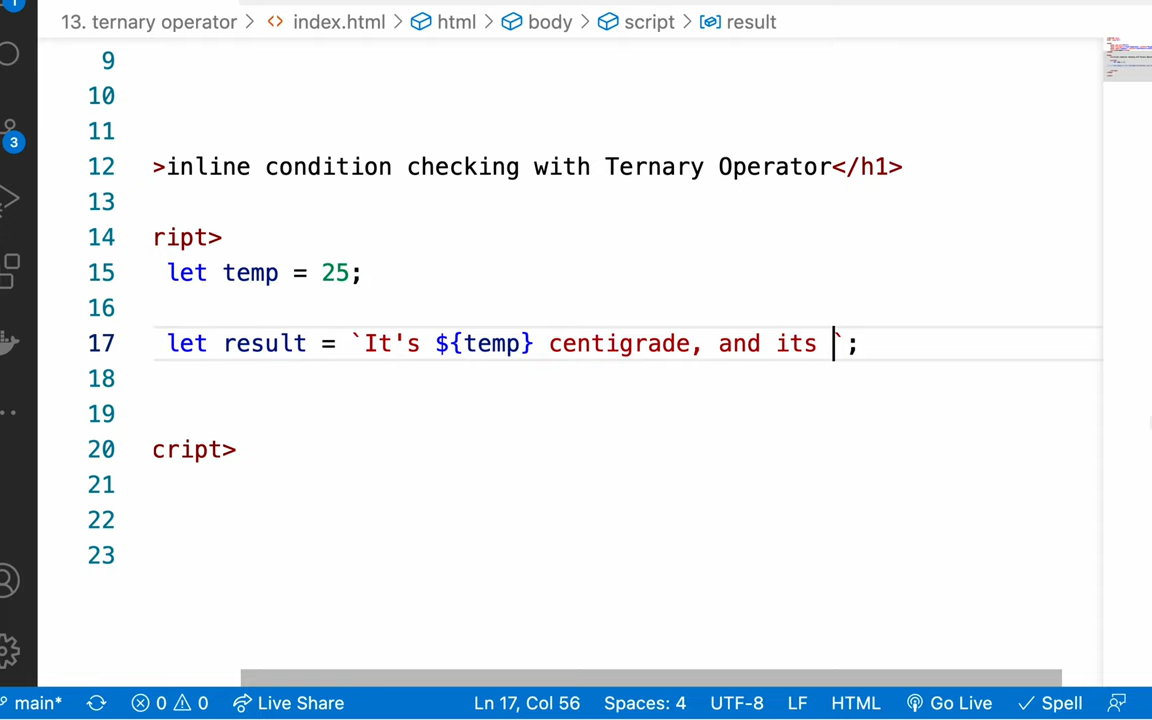 1
13. ternary operator > <> index.html > html > body > script > result
9
10
11
3
12 >inline condition checking with Ternary Operator</h1>
13
14 ript>
15 let temp = 25;
16
17 let result = `It's ${temp} centigrade, and its `;
18
19
20 cript>
21
22
23
main* 0 0 Live Share Ln 17, Col 56 Spaces: 4 UTF-8 LF HTML Go Live Spell